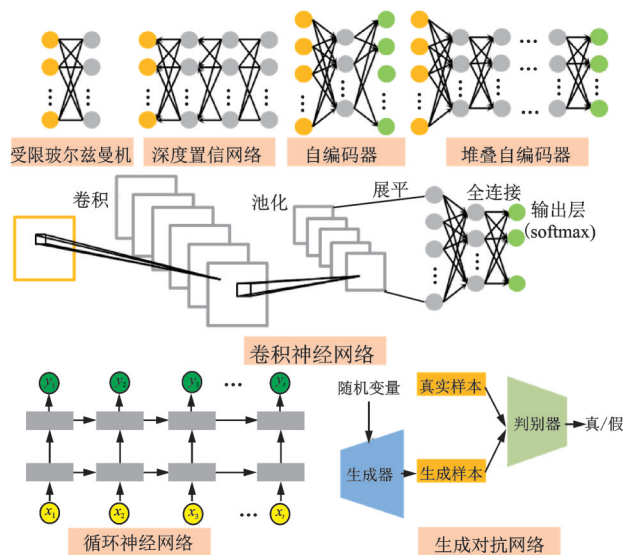 受限玻尔兹曼机
深度置信网络
自编码器
堆叠自编码器
卷积
池化
展平
全连接
输出层
(softmax)
卷积神经网络
y₁ y₂ y₃ … 
随机变量
真实样本
判别器
真/假
生成器
生成样本
x₁ x₂ x₃ … xₜ
循环神经网络
生成对抗网络